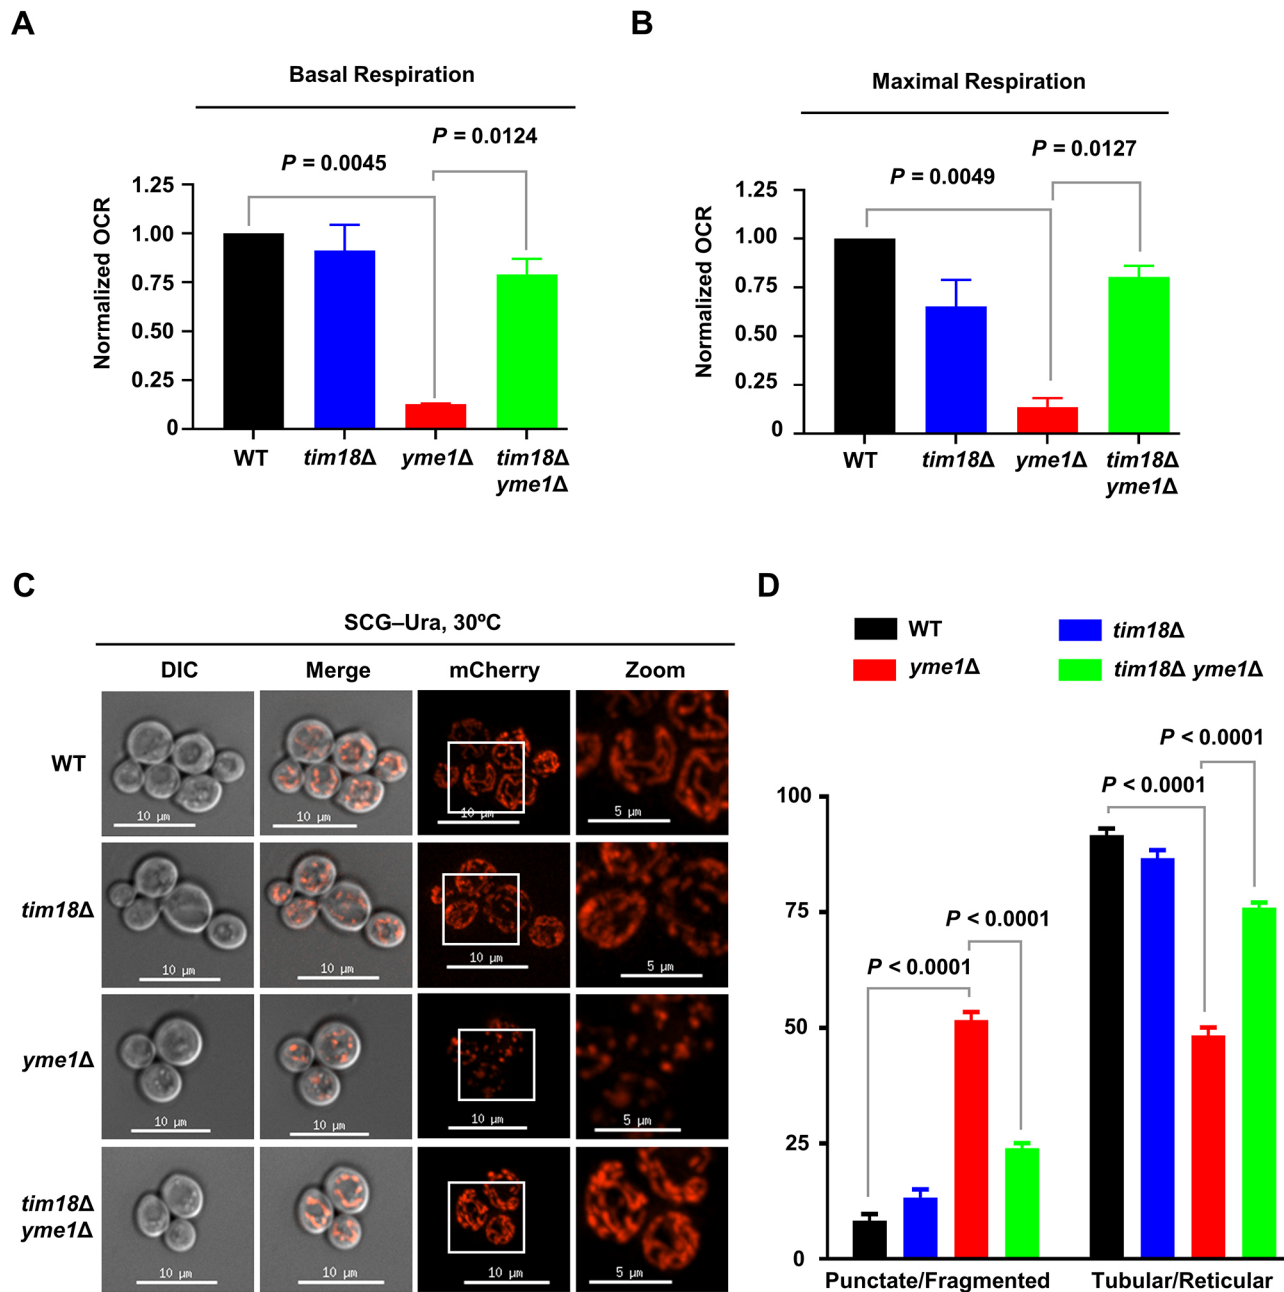 A
Basal Respiration
P = 0.0124
P = 0.0045
Normalized OCR
1.25
1.00
0.75
0.50
0.25
0
WT
tim18Δ
yme1Δ
tim18Δ
yme1Δ
B
Maximal Respiration
P = 0.0127
P = 0.0049
Normalized OCR
1.25
1.00
0.75
0.50
0.25
0
WT
tim18Δ
yme1Δ
tim18Δ
yme1Δ
C
SCG–Ura, 30ºC
DIC
Merge
mCherry
Zoom
WT
10 µm
10 µm
10 µm
5 µm
tim18Δ
10 µm
10 µm
10 µm
5 µm
yme1Δ
10 µm
10 µm
10 µm
5 µm
tim18Δ
yme1Δ
10 µm
10 µm
10 µm
5 µm
D
WT
tim18Δ
yme1Δ
tim18Δ yme1Δ
P < 0.0001
P < 0.0001
P < 0.0001
P < 0.0001
100
75
50
25
0
Punctate/Fragmented
Tubular/Reticular